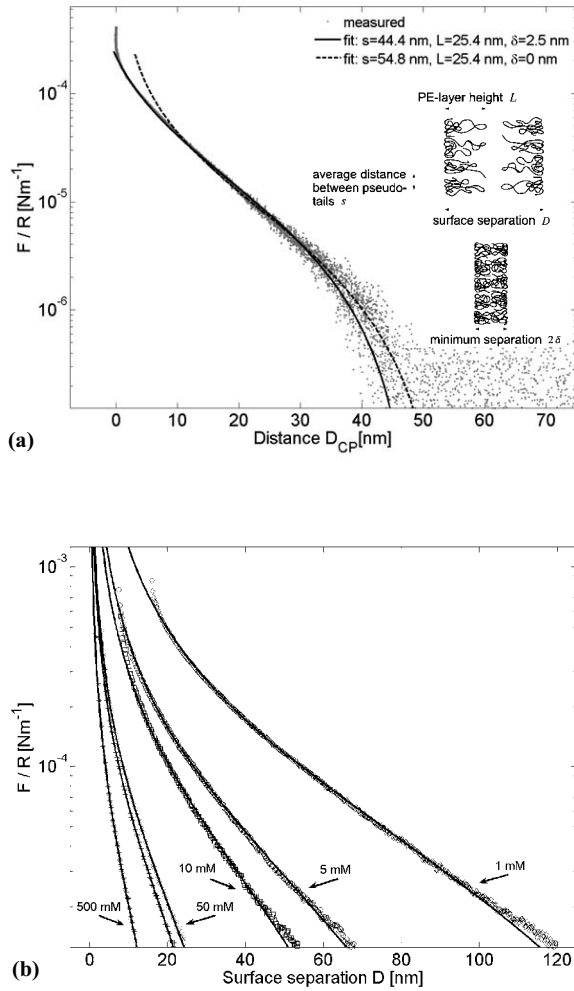 measured
fit: s=44.4 nm, L=25.4 nm, δ=2.5 nm
fit: s=54.8 nm, L=25.4 nm, δ=0 nm
PE-layer height L
average distance
between pseudo-
tails s
surface separation D
minimum separation 2δ
F / R [Nm⁻¹]
10⁻⁴
10⁻⁵
10⁻⁶
0 10 20 30 40 50 60 70
Distance D_CP[nm]
(a)
F / R [Nm⁻¹]
10⁻³
10⁻⁴
500 mM
50 mM
10 mM
5 mM
1 mM
0 20 40 60 80 100 120
Surface separation D [nm]
(b)